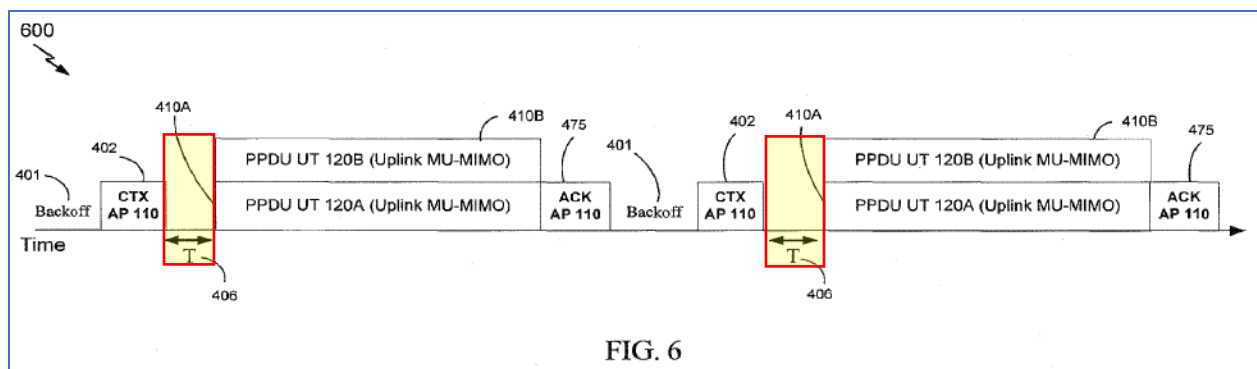 600
410A
410B
475
402
410A
410B
475
402
401
PPDU UT 120B (Uplink MU-MIMO)
401
PPDU UT 120B (Uplink MU-MIMO)
Backoff
CTX
AP 110
PPDU UT 120A (Uplink MU-MIMO)
ACK
AP 110
Backoff
CTX
AP 110
PPDU UT 120A (Uplink MU-MIMO)
ACK
AP 110
Time
T
T
406
406
FIG. 6